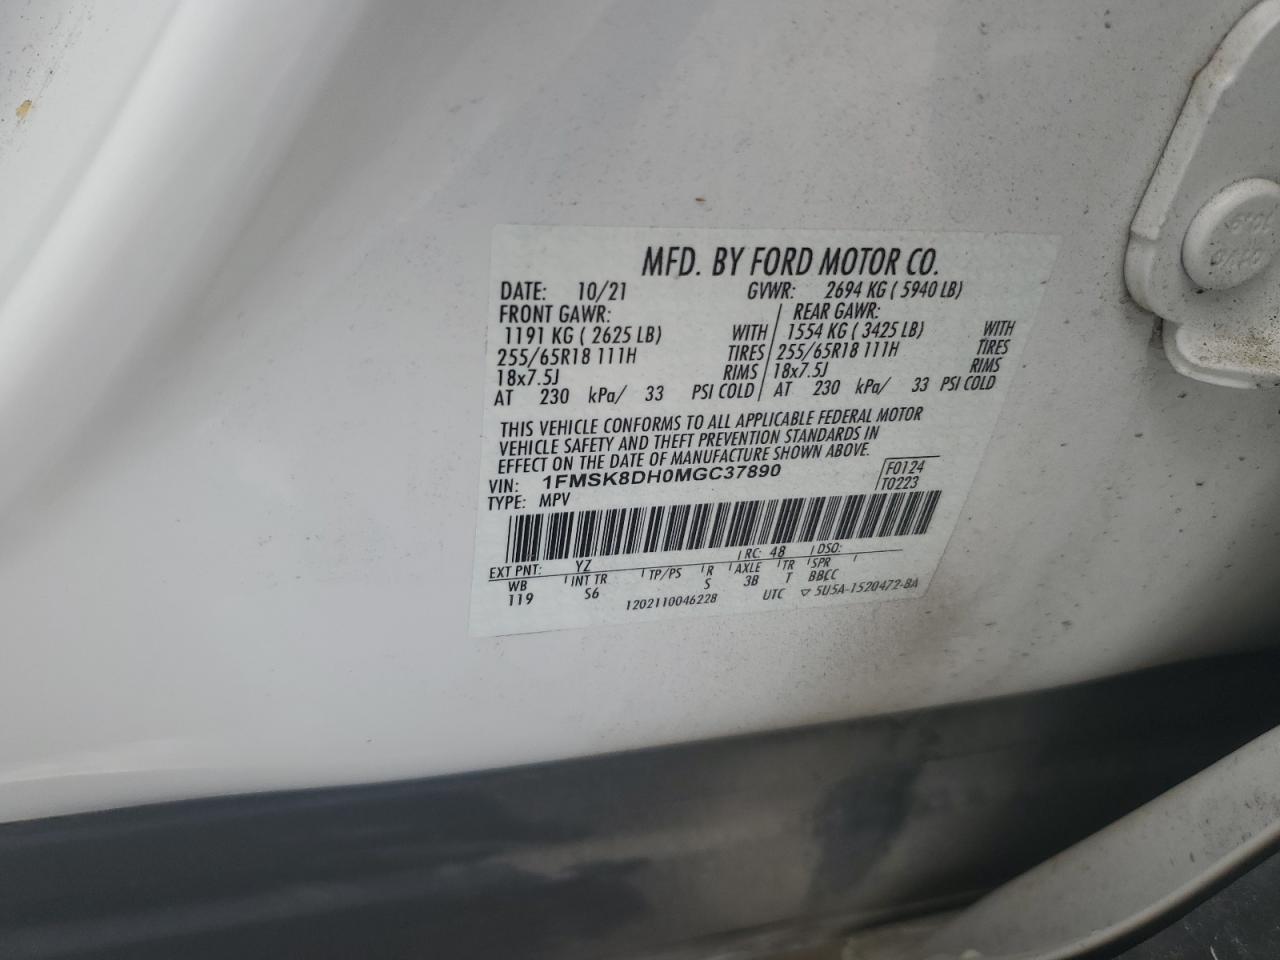 MFD. BY FORD MOTOR CO.
DATE: 10/21 GVWR: 2694 KG ( 5940 LB)
FRONT GAWR: REAR GAWR:
1191 KG ( 2625 LB) WITH 1554 KG ( 3425 LB) WITH
255/65R18 111H TIRES 255/65R18 111H TIRES
18x7.5J RIMS 18x7.5J RIMS
AT 230 kPa/ 33 PSI COLD AT 230 kPa/ 33 PSI COLD
THIS VEHICLE CONFORMS TO ALL APPLICABLE FEDERAL MOTOR
VEHICLE SAFETY AND THEFT PREVENTION STANDARDS IN
EFFECT ON THE DATE OF MANUFACTURE SHOWN ABOVE.
VIN: 1FMSK8DH0MGC37890 F0124
TYPE: MPV T0223
EXT PNT: YZ RC: 48 DSO:
WB INT TR TP/PS R AXLE TR SPR
119 S6 S 3B T BBCC
1202110046228 UTC ▽ 5U5A-1520472-BA